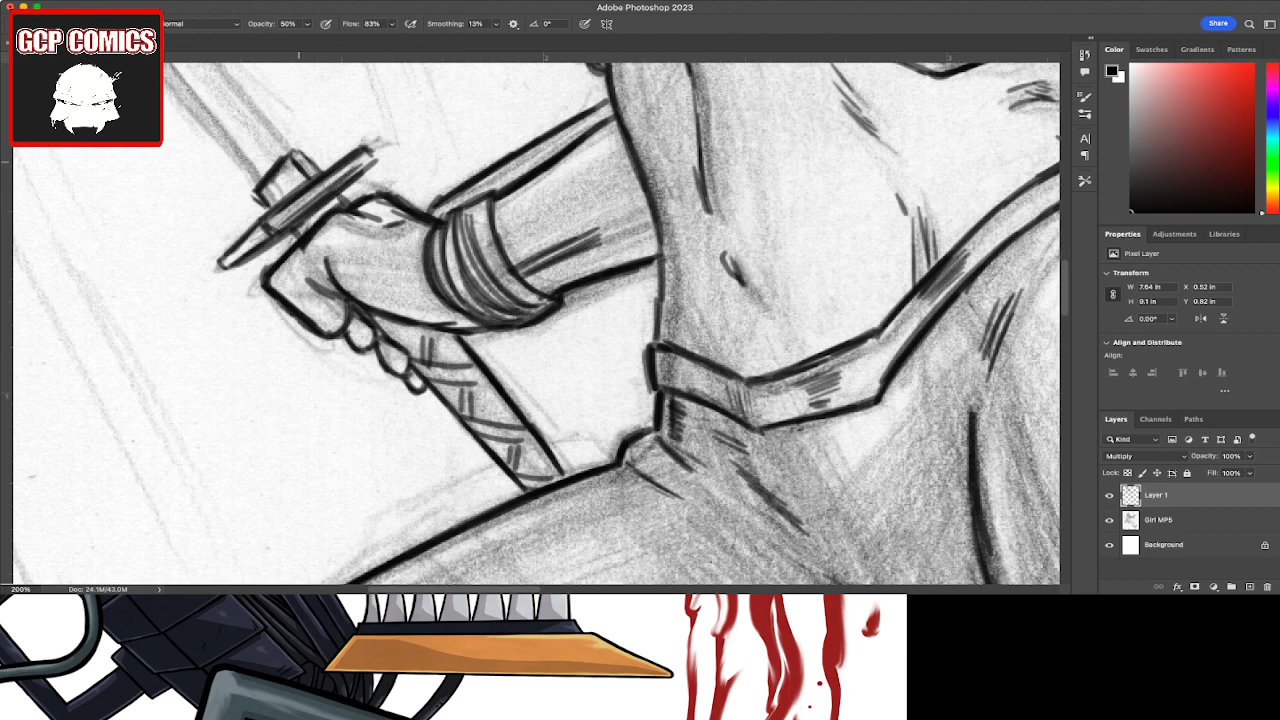 Adobe Photoshop 2023
GCP COMICS
Opacity: 50% Flow: 83% Smoothing: 13% 0° Share
2 3
Color Swatches Gradients Patterns
Properties Adjustments Libraries
Pixel Layer
Transform
W 7.64 in X 0.52 in
H 9.1 in Y 0.82 in
0.00°
Align and Distribute
Align:
Layers Channels Paths
Kind
Multiply Opacity: 100%
Lock: Fill: 100%
Layer 1
Girl MP5
Background
200% Doc: 24.1M/43.0M